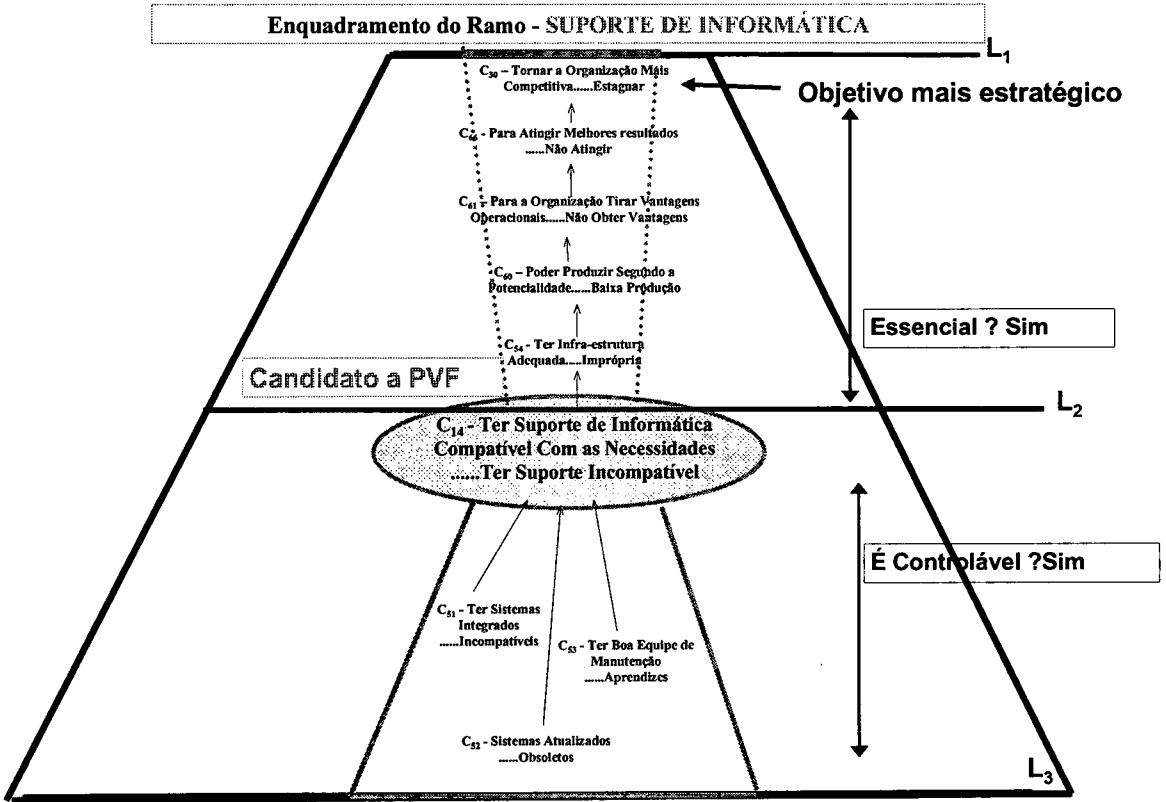 Enquadramento do Ramo - SUPORTE DE INFORMÁTICA
L1
C30 – Tornar a Organização Mais
Competitiva......Estagnar
Objetivo mais estratégico
- Para Atingir Melhores resultados
......Não Atingir
C61 – Para a Organização Tirar Vantagens
Operacionais......Não Obter Vantagens
C60 – Poder Produzir Segundo a
Potencialidade......Baixa Produção
Essencial ? Sim
C54 - Ter Infra-estrutura
Adequada.....Imprópria
Candidato a PVF
L2
C14 - Ter Suporte de Informática
Compatível Com as Necessidades
......Ter Suporte Incompatível
É Controlável ?Sim
C51 - Ter Sistemas
Integrados
......Incompatíveis
C53 - Ter Boa Equipe de
Manutenção
......Aprendizes
C52 - Sistemas Atualizados
......Obsoletos
L3